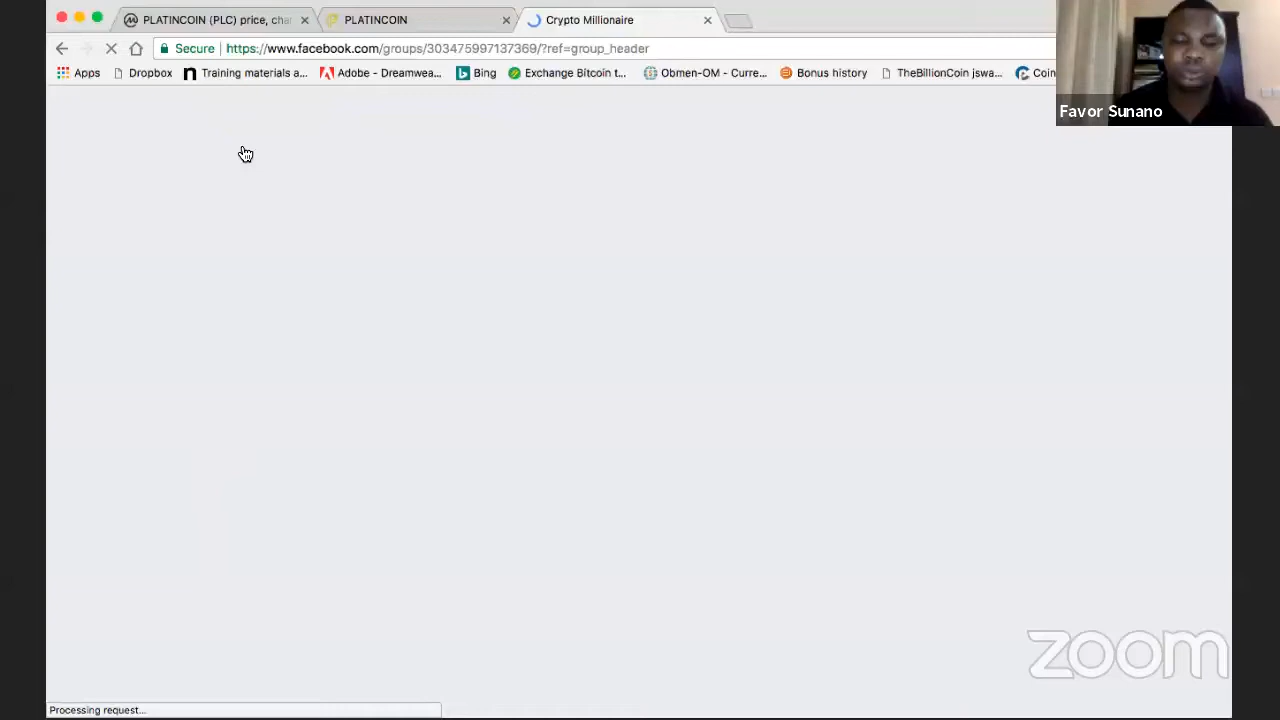 PLATINCOIN (PLC) price, cha
PLATINCOIN
Crypto Millionaire
Secure
https://www.facebook.com/groups/303475997137369/?ref=group_header
Apps
Dropbox
Training materials a...
Adobe - Dreamwea...
Bing
Exchange Bitcoin t...
Obmen-OM - Curre...
Bonus history
TheBillionCoin jswa...
Coin
Favor Sunano
zoom
Processing request...